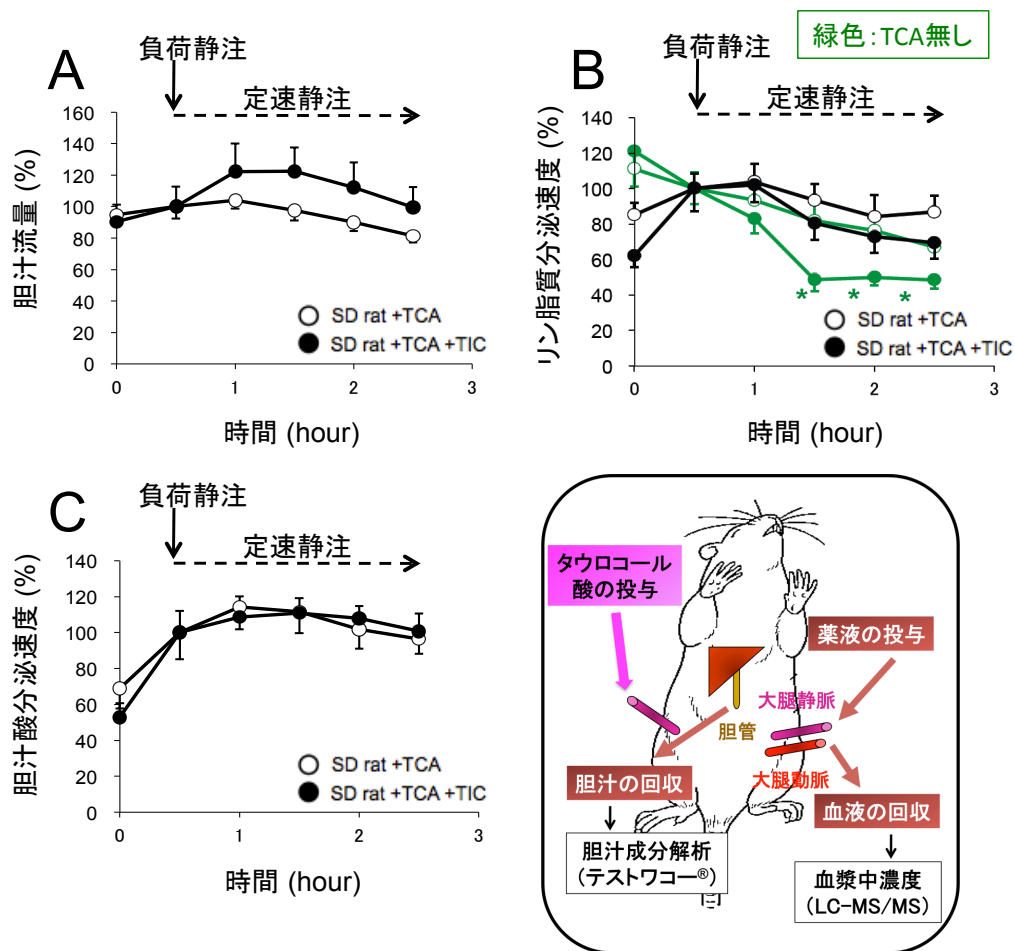 緑色：TCA無し
A
負荷静注
定速静注
胆汁流量 (%)
160
140
120
100
80
60
40
20
0
0
1
2
3
時間 (hour)
SD rat +TCA
SD rat +TCA +TIC
B
負荷静注
定速静注
リン脂質分泌速度 (%)
140
120
100
80
60
40
20
0
0
1
2
3
時間 (hour)
* * *
SD rat +TCA
SD rat +TCA +TIC
C
負荷静注
定速静注
胆汁酸分泌速度 (%)
140
120
100
80
60
40
20
0
0
1
2
3
時間 (hour)
SD rat +TCA
SD rat +TCA +TIC
タウロコール
酸の投与
薬液の投与
大腿静脈
胆管
大腿動脈
胆汁の回収
血液の回収
胆汁成分解析
(テストワコー®)
血漿中濃度
(LC-MS/MS)